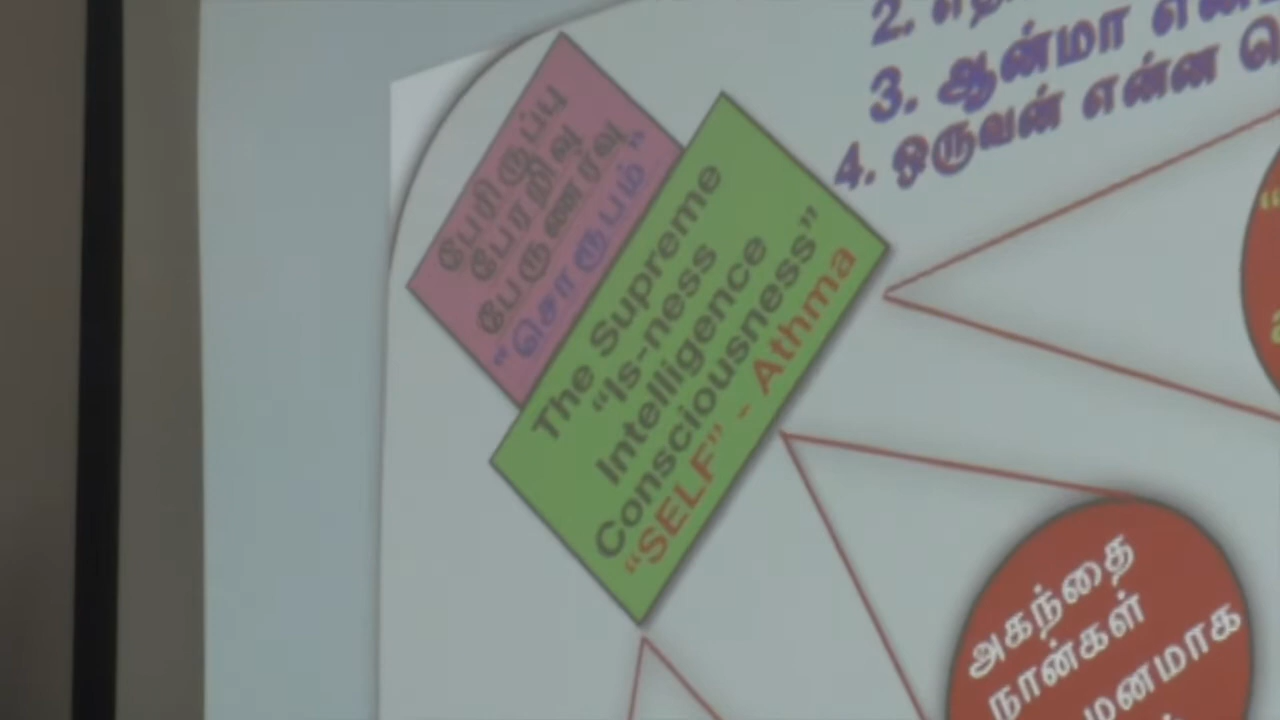 2.
3. ஆன்மா
4. ஒருவன் என்ன
பேரிருப்பு
பேரறிவு
பேருணர்வு
"சொரூபம்"
The Supreme
"Is-ness
Intelligence
Consciousness"
"SELF" - Athma
அகந்தை
நான்கள்
மனமாக